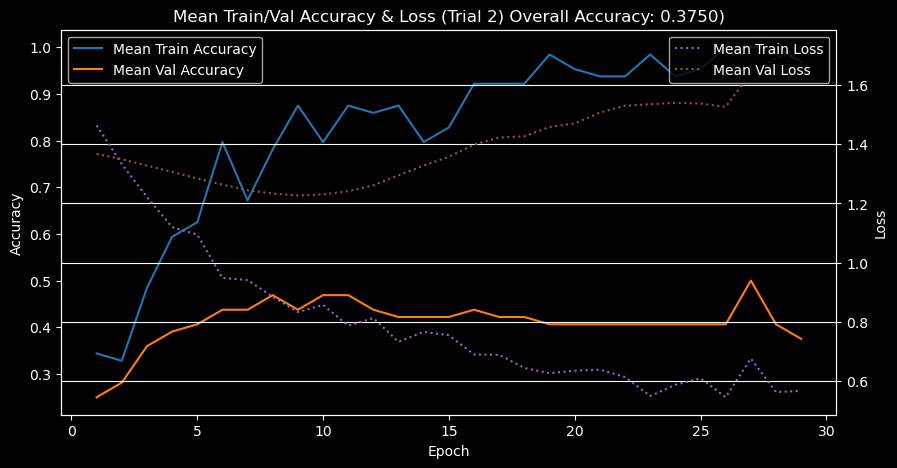 Mean Train/Val Accuracy & Loss (Trial 2) Overall Accuracy: 0.3750)
Mean Train Accuracy
Mean Val Accuracy
Mean Train Loss
Mean Val Loss
1.0
0.9
0.8
0.7
0.6
0.5
0.4
0.3
Accuracy
1.6
1.4
1.2
1.0
0.8
0.6
Loss
0 5 10 15 20 25 30
Epoch